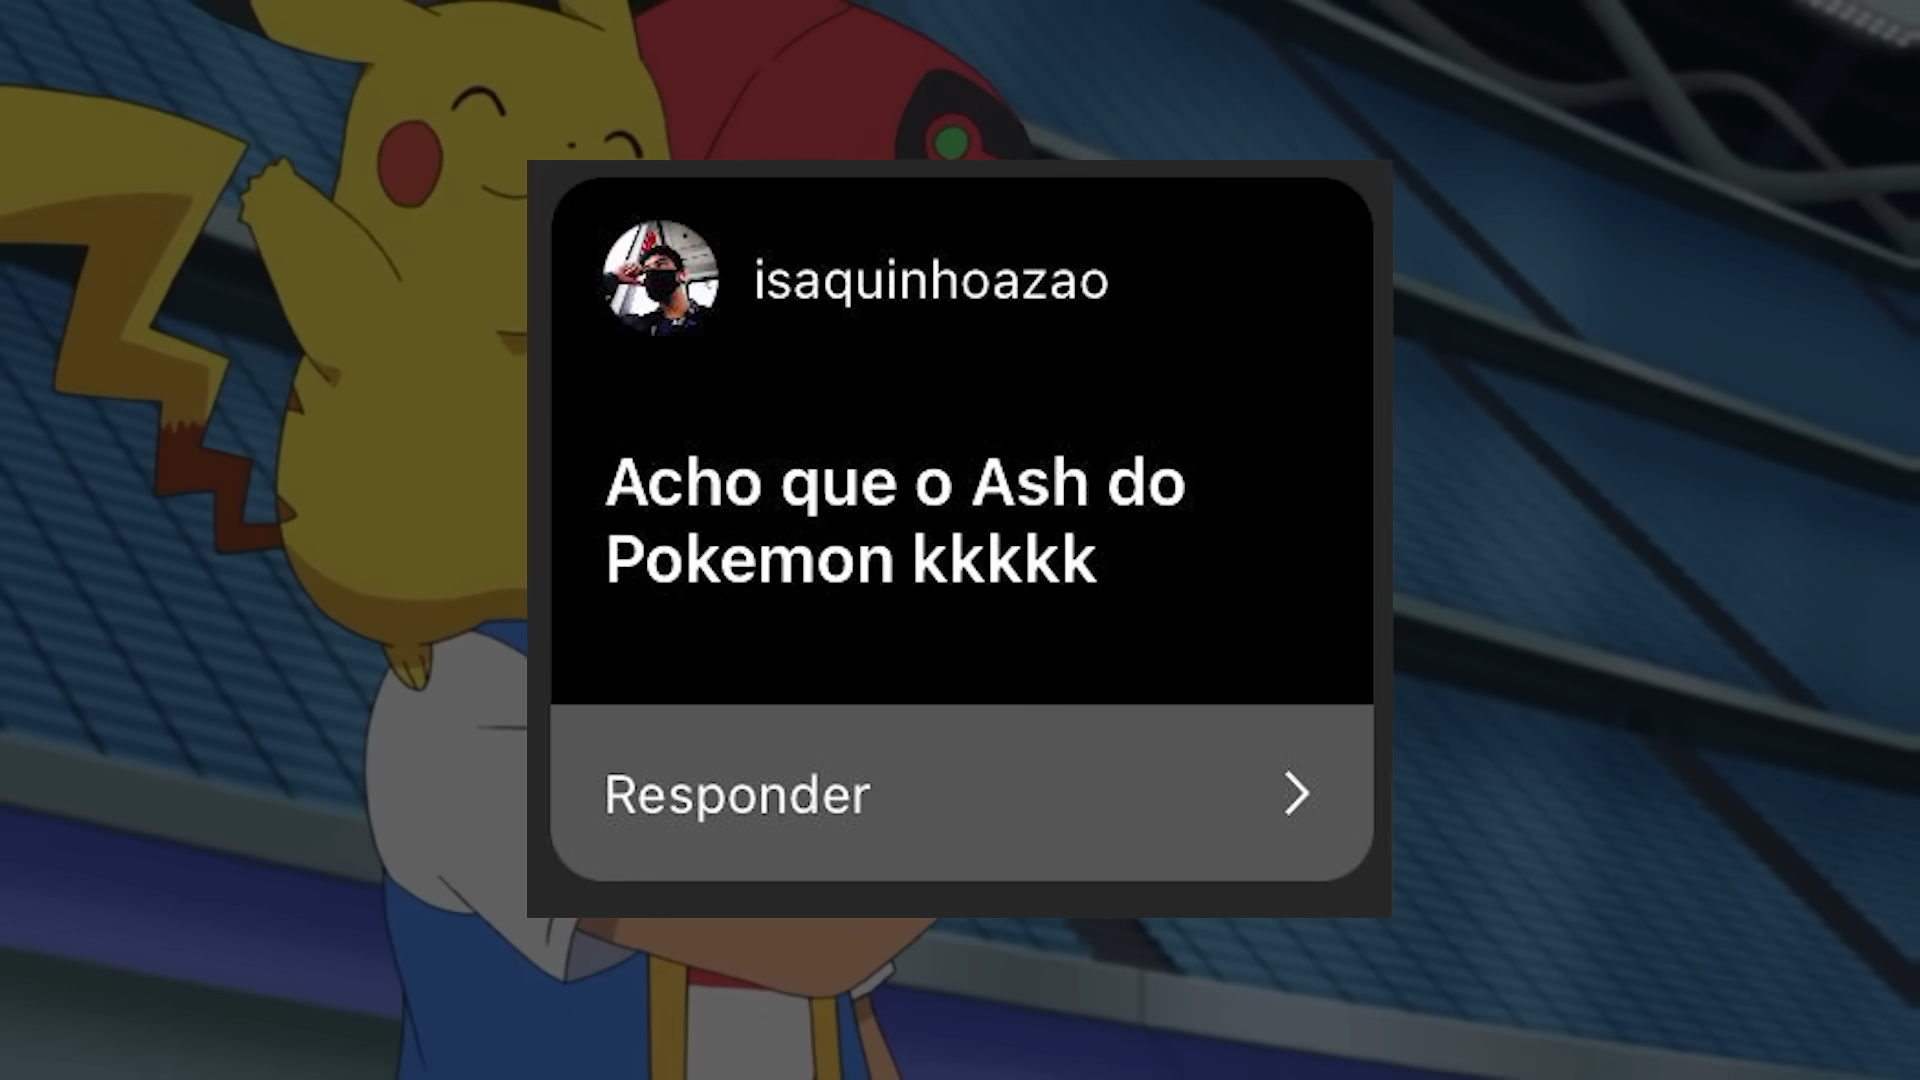 isaquinhoazao
Acho que o Ash do
Pokemon kkkkk
Responder